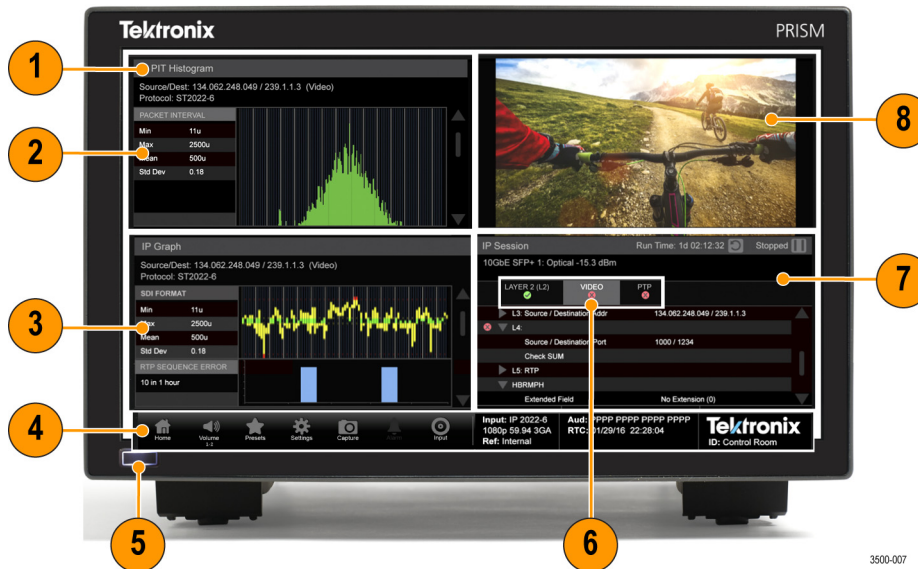 Tektronix
PRISM
1
PIT Histogram
Source/Dest: 134.062.248.049 / 239.1.1.3 (Video)
Protocol: ST2022-6
PACKET INTERVAL
Min 11u
Max 2500u
Mean 500u
Std Dev 0.18
2
8
IP Graph
Source/Dest: 134.062.248.049 / 239.1.1.3 (Video)
Protocol: ST2022-6
SDI FORMAT
Min 11u
Max 2500u
Mean 500u
Std Dev 0.18
RTP SEQUENCE ERROR
10 in 1 hour
3
IP Session Run Time: 1d 02:12:32 Stopped
10GbE SFP+ 1: Optical -15.3 dBm
7
LAYER 2 (L2) VIDEO PTP
L3: Source / Destination Addr 134.062.248.049 / 239.1.1.3
L4:
Source / Destination Port 1000 / 1234
Check SUM
L5: RTP
HBRMPH
Extended Field No Extension (0)
4
Home Volume Presets Settings Capture Input
1-2
Input: IP 2022-6
1080p 59.94 3GA
Ref: Internal
Aud: PPPP PPPP PPPP PPPP
RTC: 01/29/16 22:28:04
Tektronix
ID: Control Room
5
6
3500-007